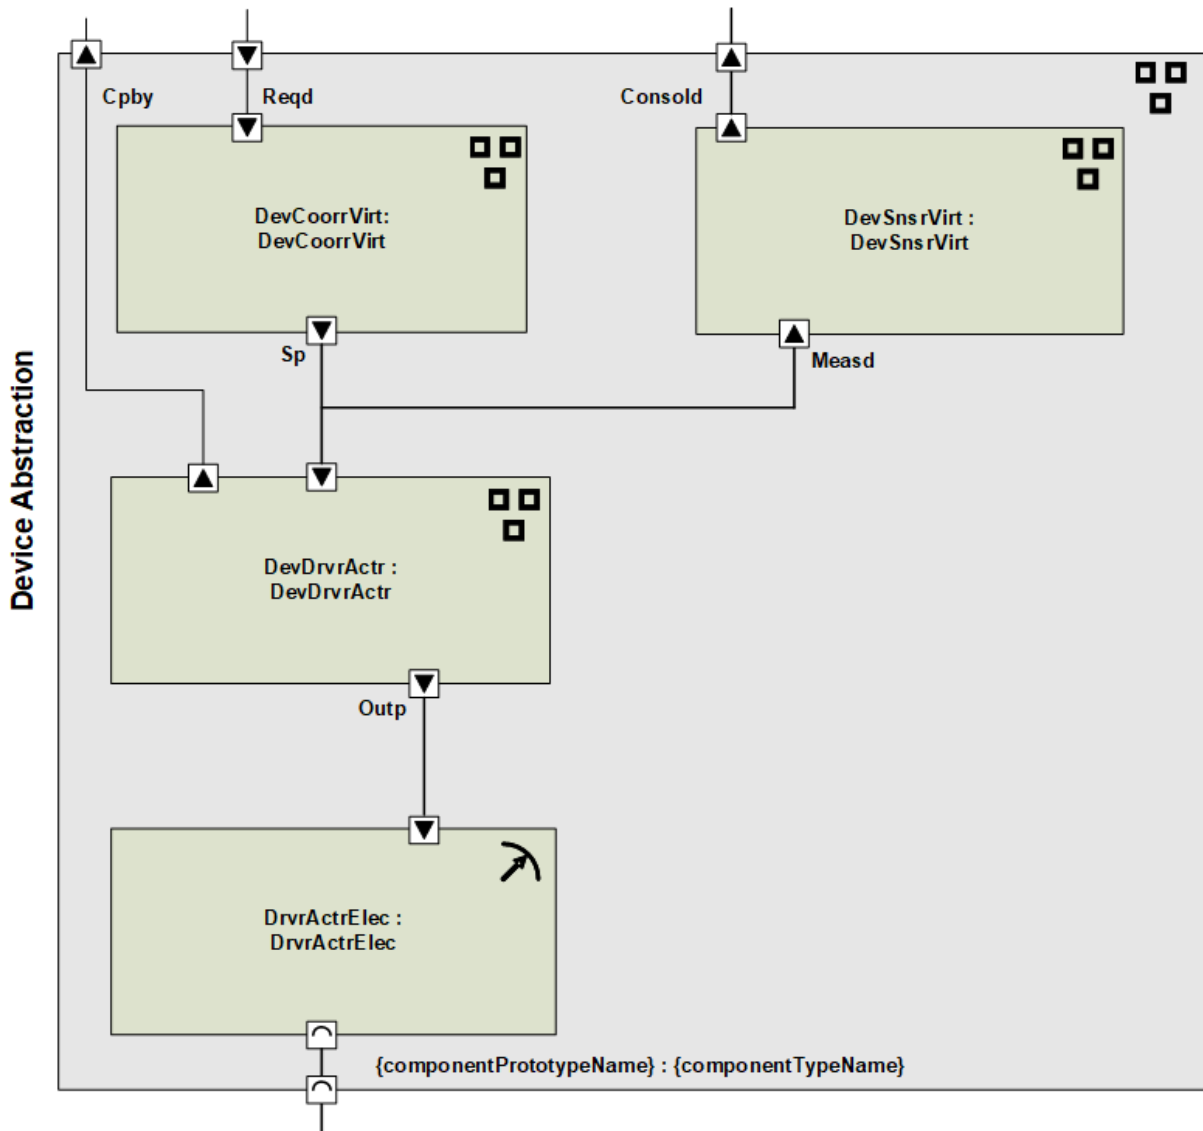 Cpby
Reqd
Consold
DevCoorrVirt:
DevCoorrVirt
DevSnsrVirt :
DevSnsrVirt
Sp
Measd
Device Abstraction
DevDrvrActr :
DevDrvrActr
Outp
DrvrActrElec :
DrvrActrElec
{componentPrototypeName} : {componentTypeName}